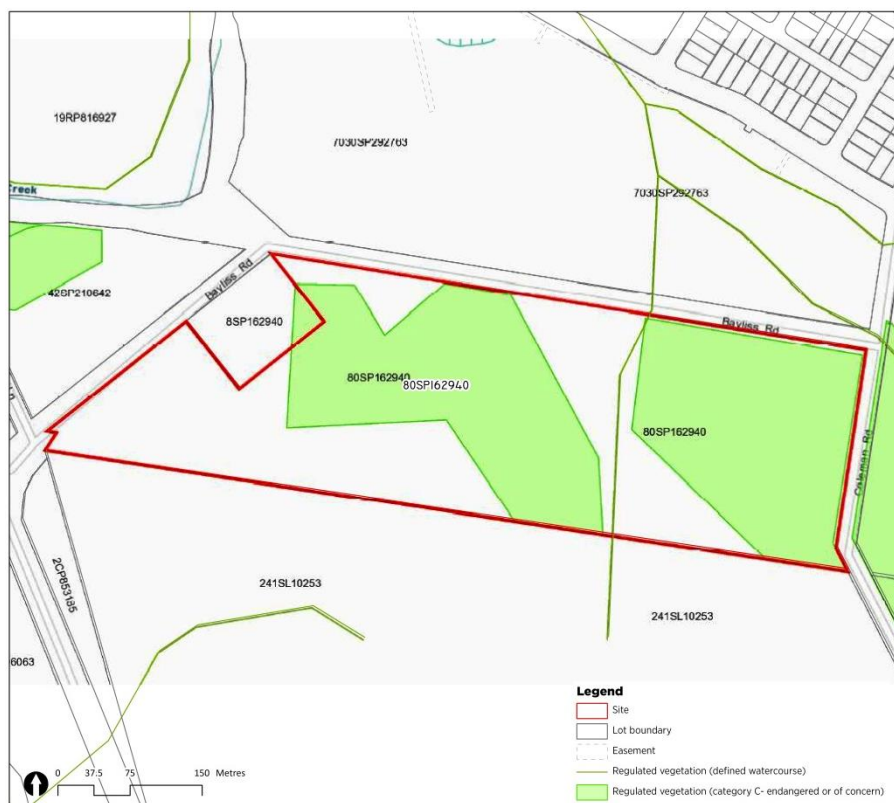 19RP816927
7030SP292763
Creek
7030SP292763
42SP210642
Bayliss Rd
8SP162940
Bayliss Rd
80SP162940
80SP162940
80SP162940
Coleman Rd
2CP853185
241SL10253
241SL10253
6063
Legend
Site
Lot boundary
Easement
Regulated vegetation (defined watercourse)
Regulated vegetation (category C- endangered or of concern)
0 37.5 75 150 Metres